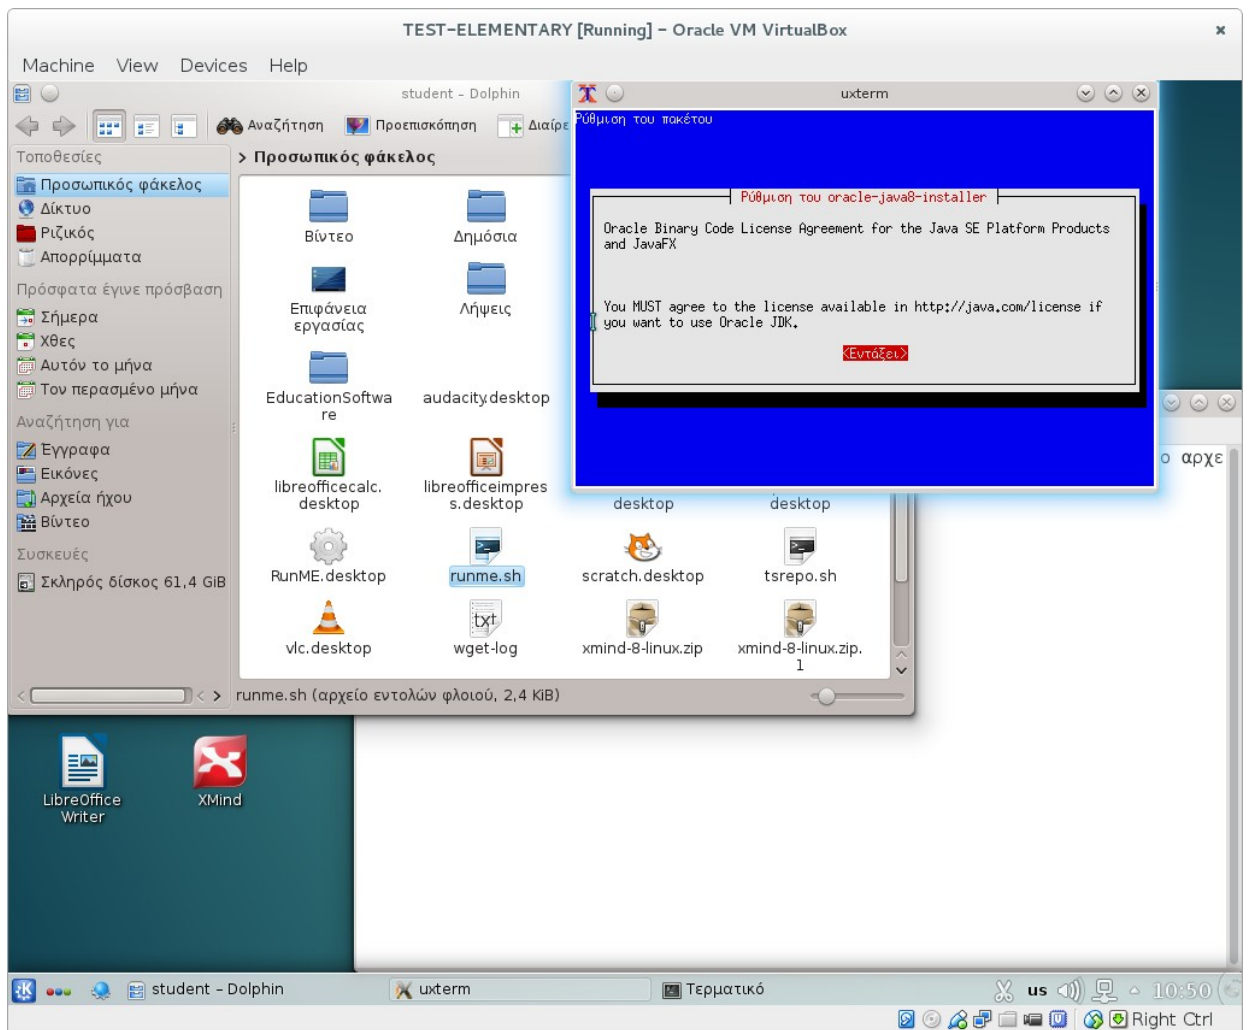 TEST-ELEMENTARY [Running] - Oracle VM VirtualBox
Machine View Devices Help
student - Dolphin
Αναζήτηση Προεπισκόπηση Διαίρε
Τοποθεσίες
Προσωπικός φάκελος
Δίκτυο
Ριζικός
Απορρίμματα
Πρόσφατα έγινε πρόσβαση
Σήμερα
Χθες
Αυτόν το μήνα
Τον περασμένο μήνα
Αναζήτηση για
Έγγραφα
Εικόνες
Αρχεία ήχου
Βίντεο
Συσκευές
Σκληρός δίσκος 61,4 GiB
> Προσωπικός φάκελος
Βίντεο
Δημόσια
Επιφάνεια
εργασίας
Λήψεις
EducationSoftwa
re
audacity.desktop
libreofficecalc.
desktop
libreofficeimpres
s.desktop
desktop
desktop
RunME.desktop
runme.sh
scratch.desktop
tsrepo.sh
vlc.desktop
txt
wget-log
xmind-8-linux.zip
xmind-8-linux.zip.
1
runme.sh (αρχείο εντολών φλοιού, 2,4 KiB)
uxterm
Ρύθμιση του πακέτου
Ρύθμιση του oracle-java8-installer
Oracle Binary Code License Agreement for the Java SE Platform Products
and JavaFX
You MUST agree to the license available in http://java.com/license if
you want to use Oracle JDK.
<Εντάξει>
ο αρχε
LibreOffice
Writer
XMind
student - Dolphin
uxterm
Τερματικό
us
10:50
Right Ctrl